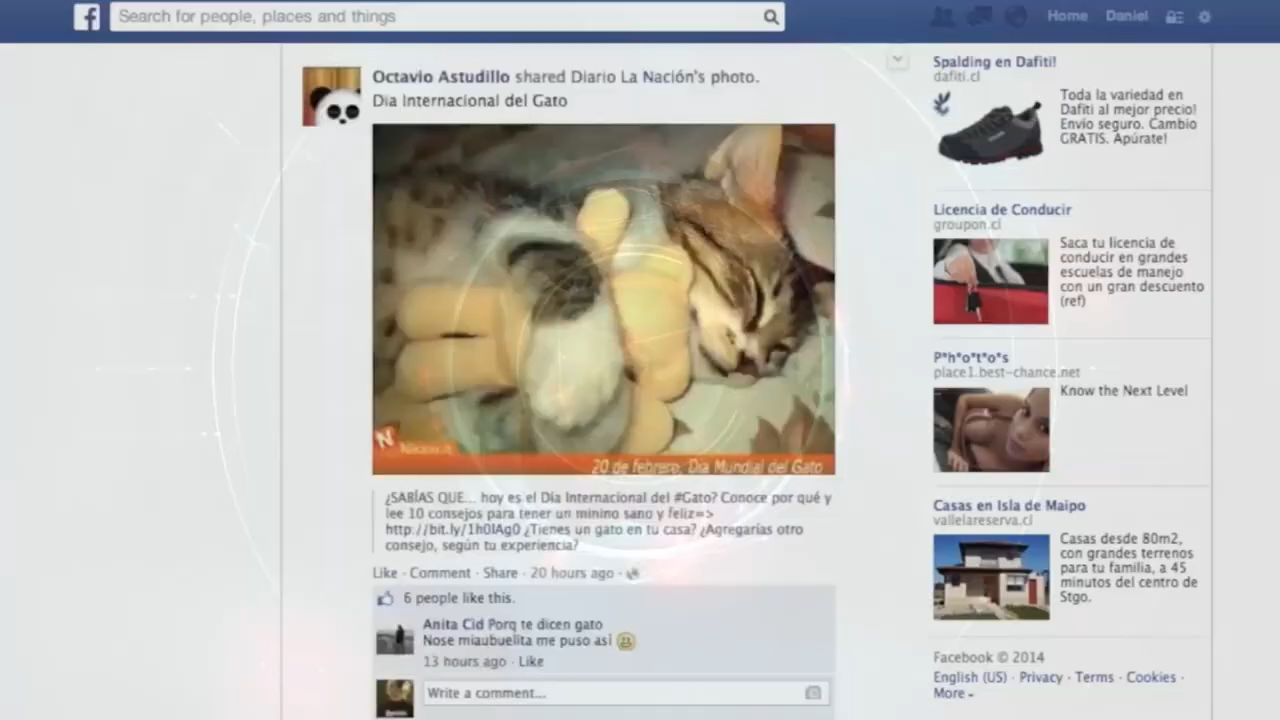 Search for people, places and things
Home
Daniel
Octavio Astudillo shared Diario La Nación's photo.
Dia Internacional del Gato
20 de febrero, Dia Mundial del Gato
¿SABÍAS QUE... hoy es el Día Internacional del #Gato? Conoce por qué y
lee 10 consejos para tener un minino sano y feliz=>
http://bit.ly/1h0lAg0 ¿Tienes un gato en tu casa? ¿Agregarías otro
consejo, según tu experiencia?
Like · Comment · Share · 20 hours ago ·
6 people like this.
Anita Cid Porq te dicen gato
Nose miaubuelita me puso asi
13 hours ago · Like
Write a comment...
Spalding en Dafiti!
dafiti.cl
Toda la variedad en
Dafiti al mejor precio!
Envío seguro. Cambio
GRATIS. Apúrate!
Licencia de Conducir
groupon.cl
Saca tu licencia de
conducir en grandes
escuelas de manejo
con un gran descuento
(ref)
P*h*o*t*o*s
place1.best-chance.net
Know the Next Level
Casas en Isla de Maipo
vallelareserva.cl
Casas desde 80m2,
con grandes terrenos
para tu familia, a 45
minutos del centro de
Stgo.
Facebook © 2014
English (US) · Privacy · Terms · Cookies ·
More